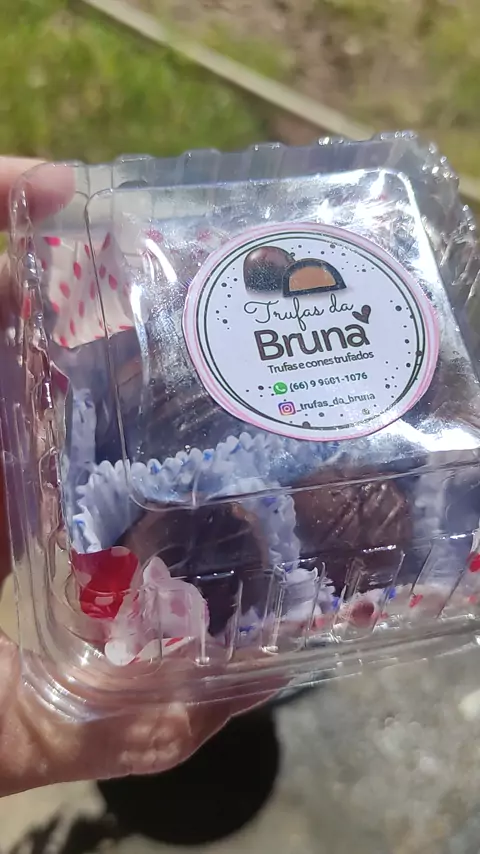 Trufas da
Bruna
Trufas e cones trufados
(66) 9 9601-1076
_trufas_da_bruna